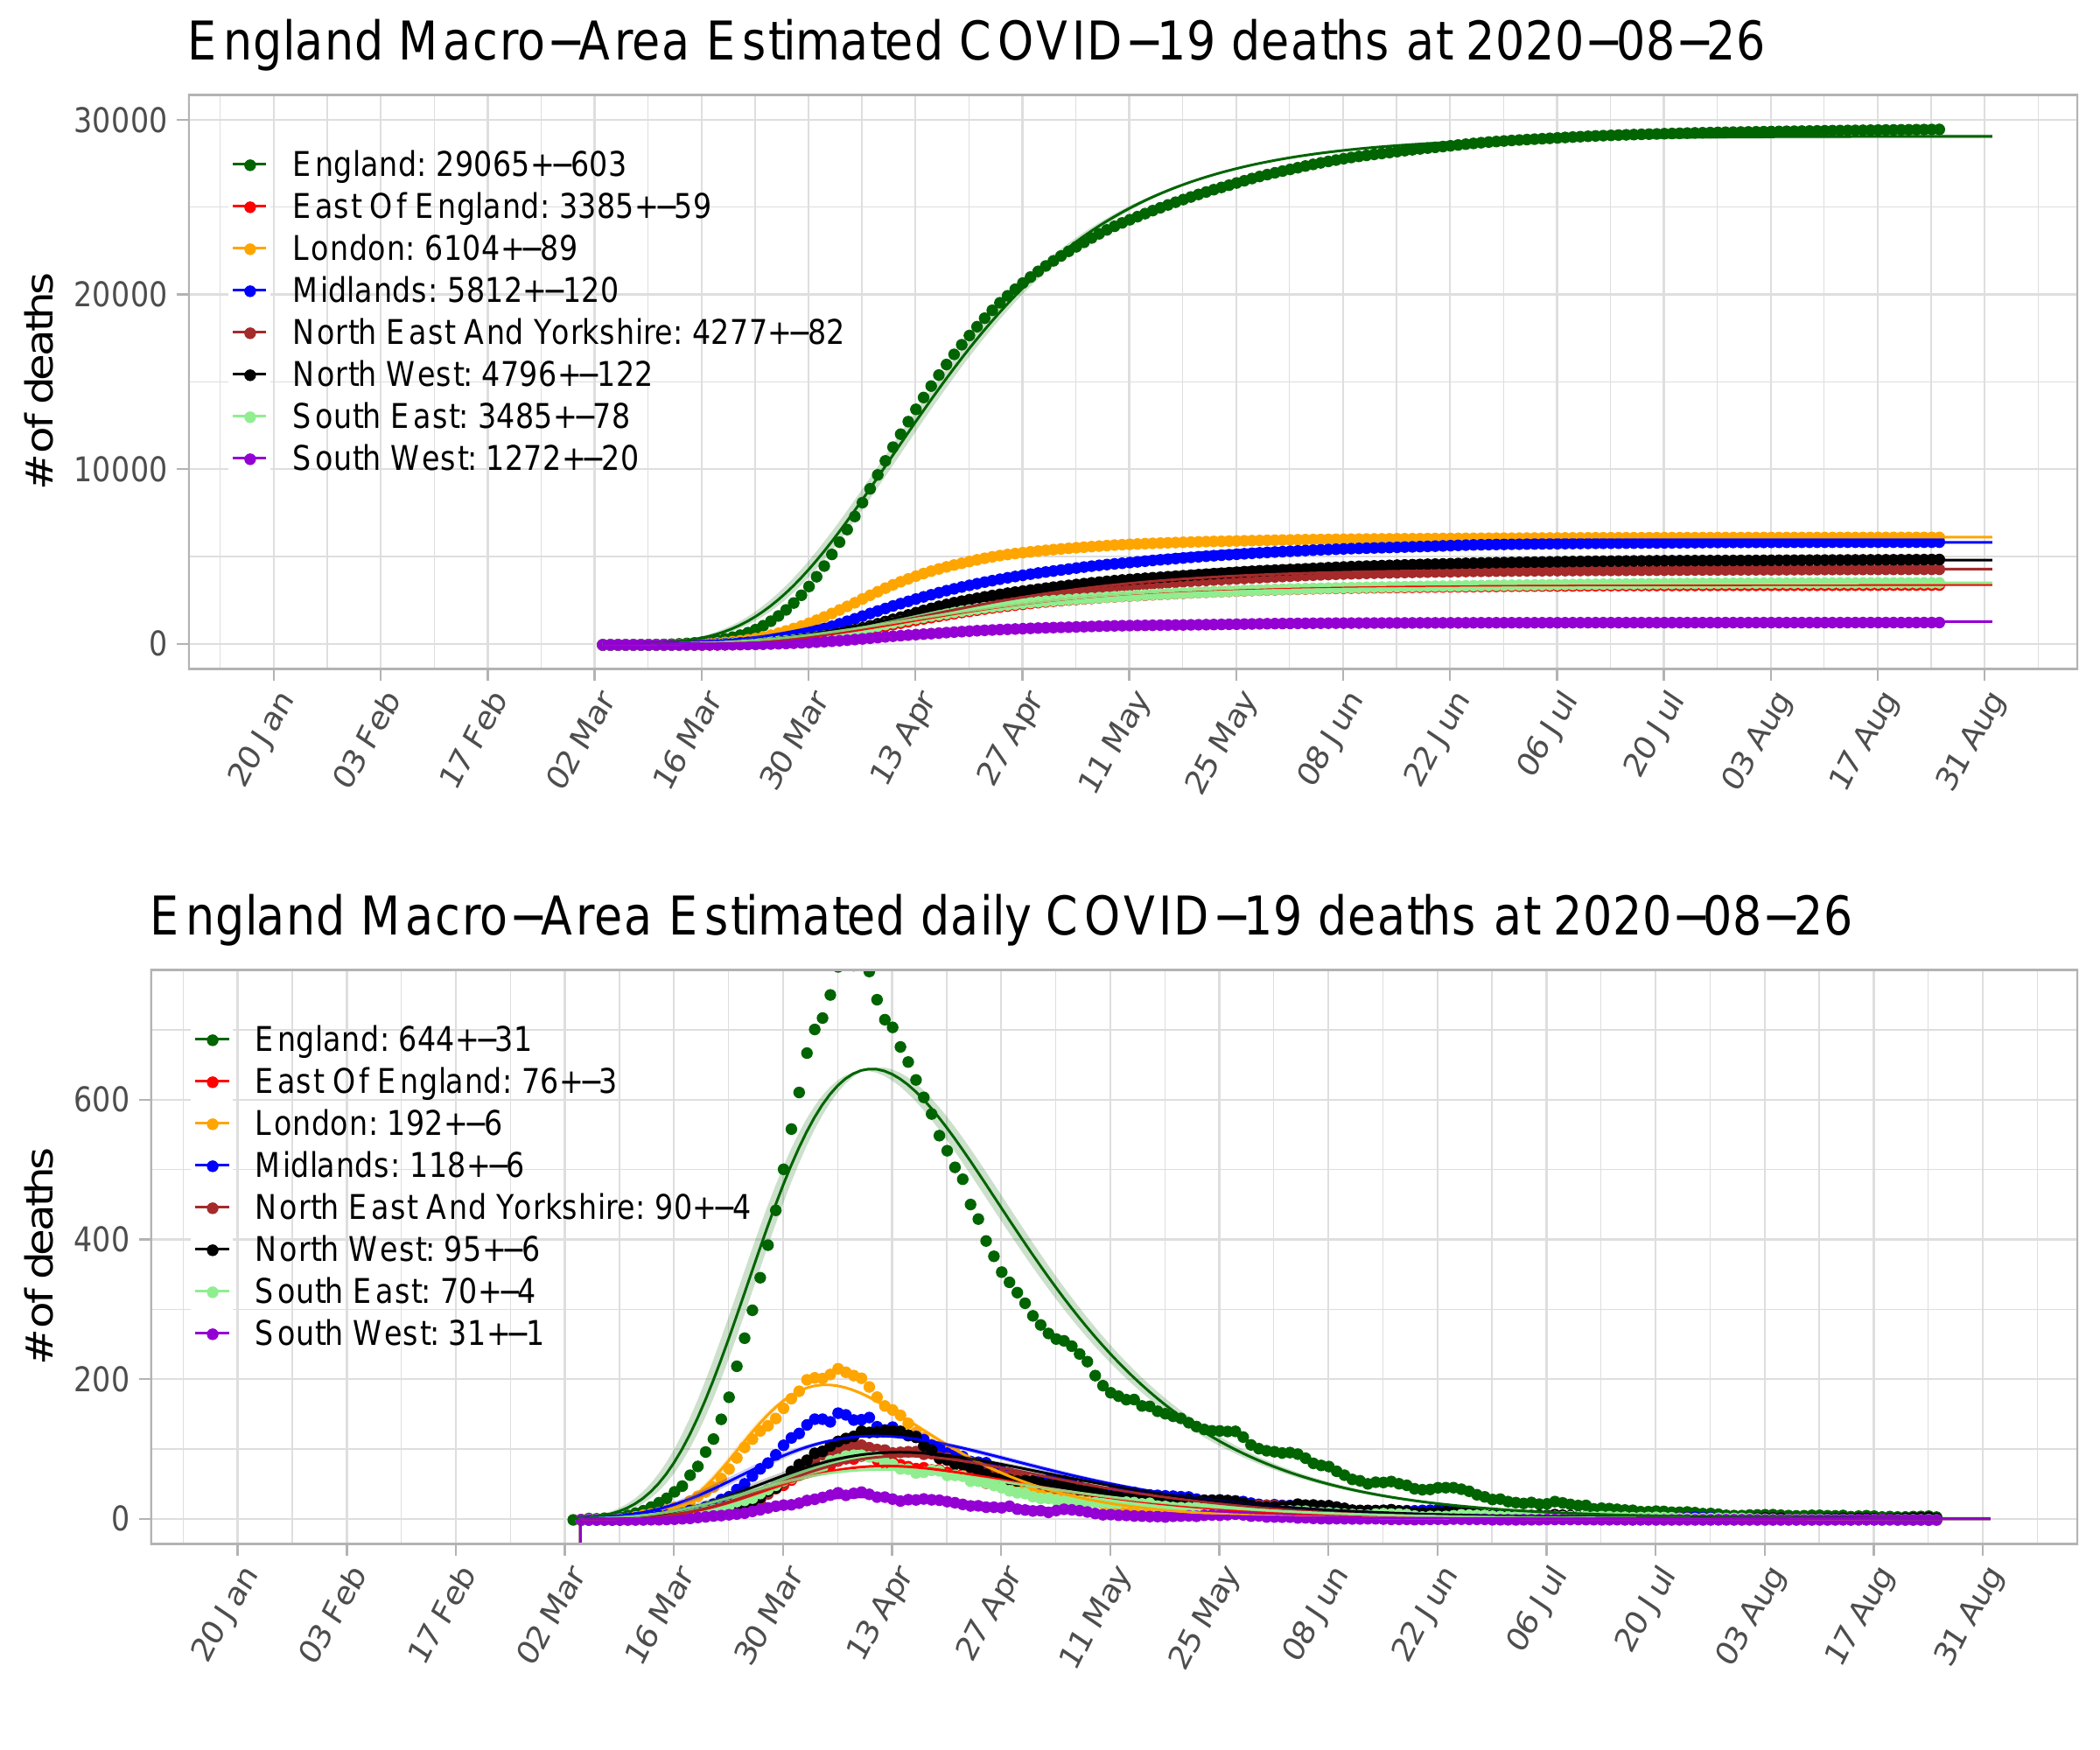 England Macro−Area Estimated COVID−19 deaths at 2020−08−26
# of deaths
30000
20000
10000
0
England: 29065+−603
East Of England: 3385+−59
London: 6104+−89
Midlands: 5812+−120
North East And Yorkshire: 4277+−82
North West: 4796+−122
South East: 3485+−78
South West: 1272+−20
20 Jan
03 Feb
17 Feb
02 Mar
16 Mar
30 Mar
13 Apr
27 Apr
11 May
25 May
08 Jun
22 Jun
06 Jul
20 Jul
03 Aug
17 Aug
31 Aug
England Macro−Area Estimated daily COVID−19 deaths at 2020−08−26
# of deaths
600
400
200
0
England: 644+−31
East Of England: 76+−3
London: 192+−6
Midlands: 118+−6
North East And Yorkshire: 90+−4
North West: 95+−6
South East: 70+−4
South West: 31+−1
20 Jan
03 Feb
17 Feb
02 Mar
16 Mar
30 Mar
13 Apr
27 Apr
11 May
25 May
08 Jun
22 Jun
06 Jul
20 Jul
03 Aug
17 Aug
31 Aug